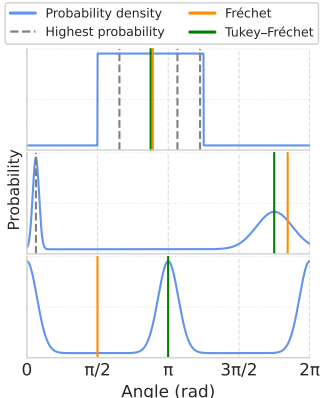 Probability density
Highest probability
Fréchet
Tukey–Fréchet
Probability
0 π/2 π 3π/2 2π
Angle (rad)